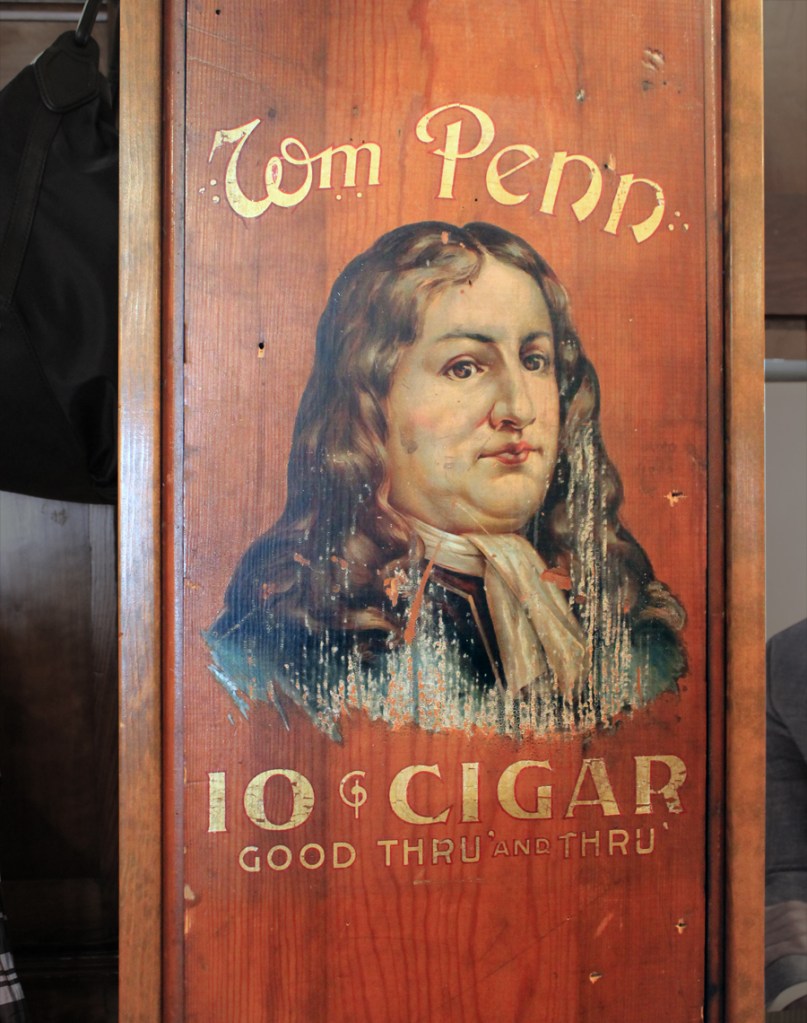 Wm Penn
10 ¢ CIGAR
GOOD THRU' AND THRU'